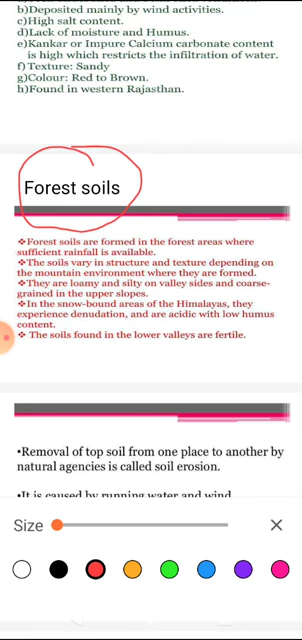 b)Deposited mainly by wind activities.
c)High salt content.
d)Lack of moisture and Humus.
e)Kankar or Impure Calcium carbonate content
is high which restricts the infiltration of water.
f)Texture: Sandy
g)Colour: Red to Brown.
h)Found in western Rajasthan.
Forest soils
❖Forest soils are formed in the forest areas where
sufficient rainfall is available.
❖The soils vary in structure and texture depending on
the mountain environment where they are formed.
❖They are loamy and silty on valley sides and coarse-
grained in the upper slopes.
❖In the snow-bound areas of the Himalayas, they
experience denudation, and are acidic with low humus
content.
❖ The soils found in the lower valleys are fertile.
•Removal of top soil from one place to another by
natural agencies is called soil erosion.
•It is caused by running water and wind
Size